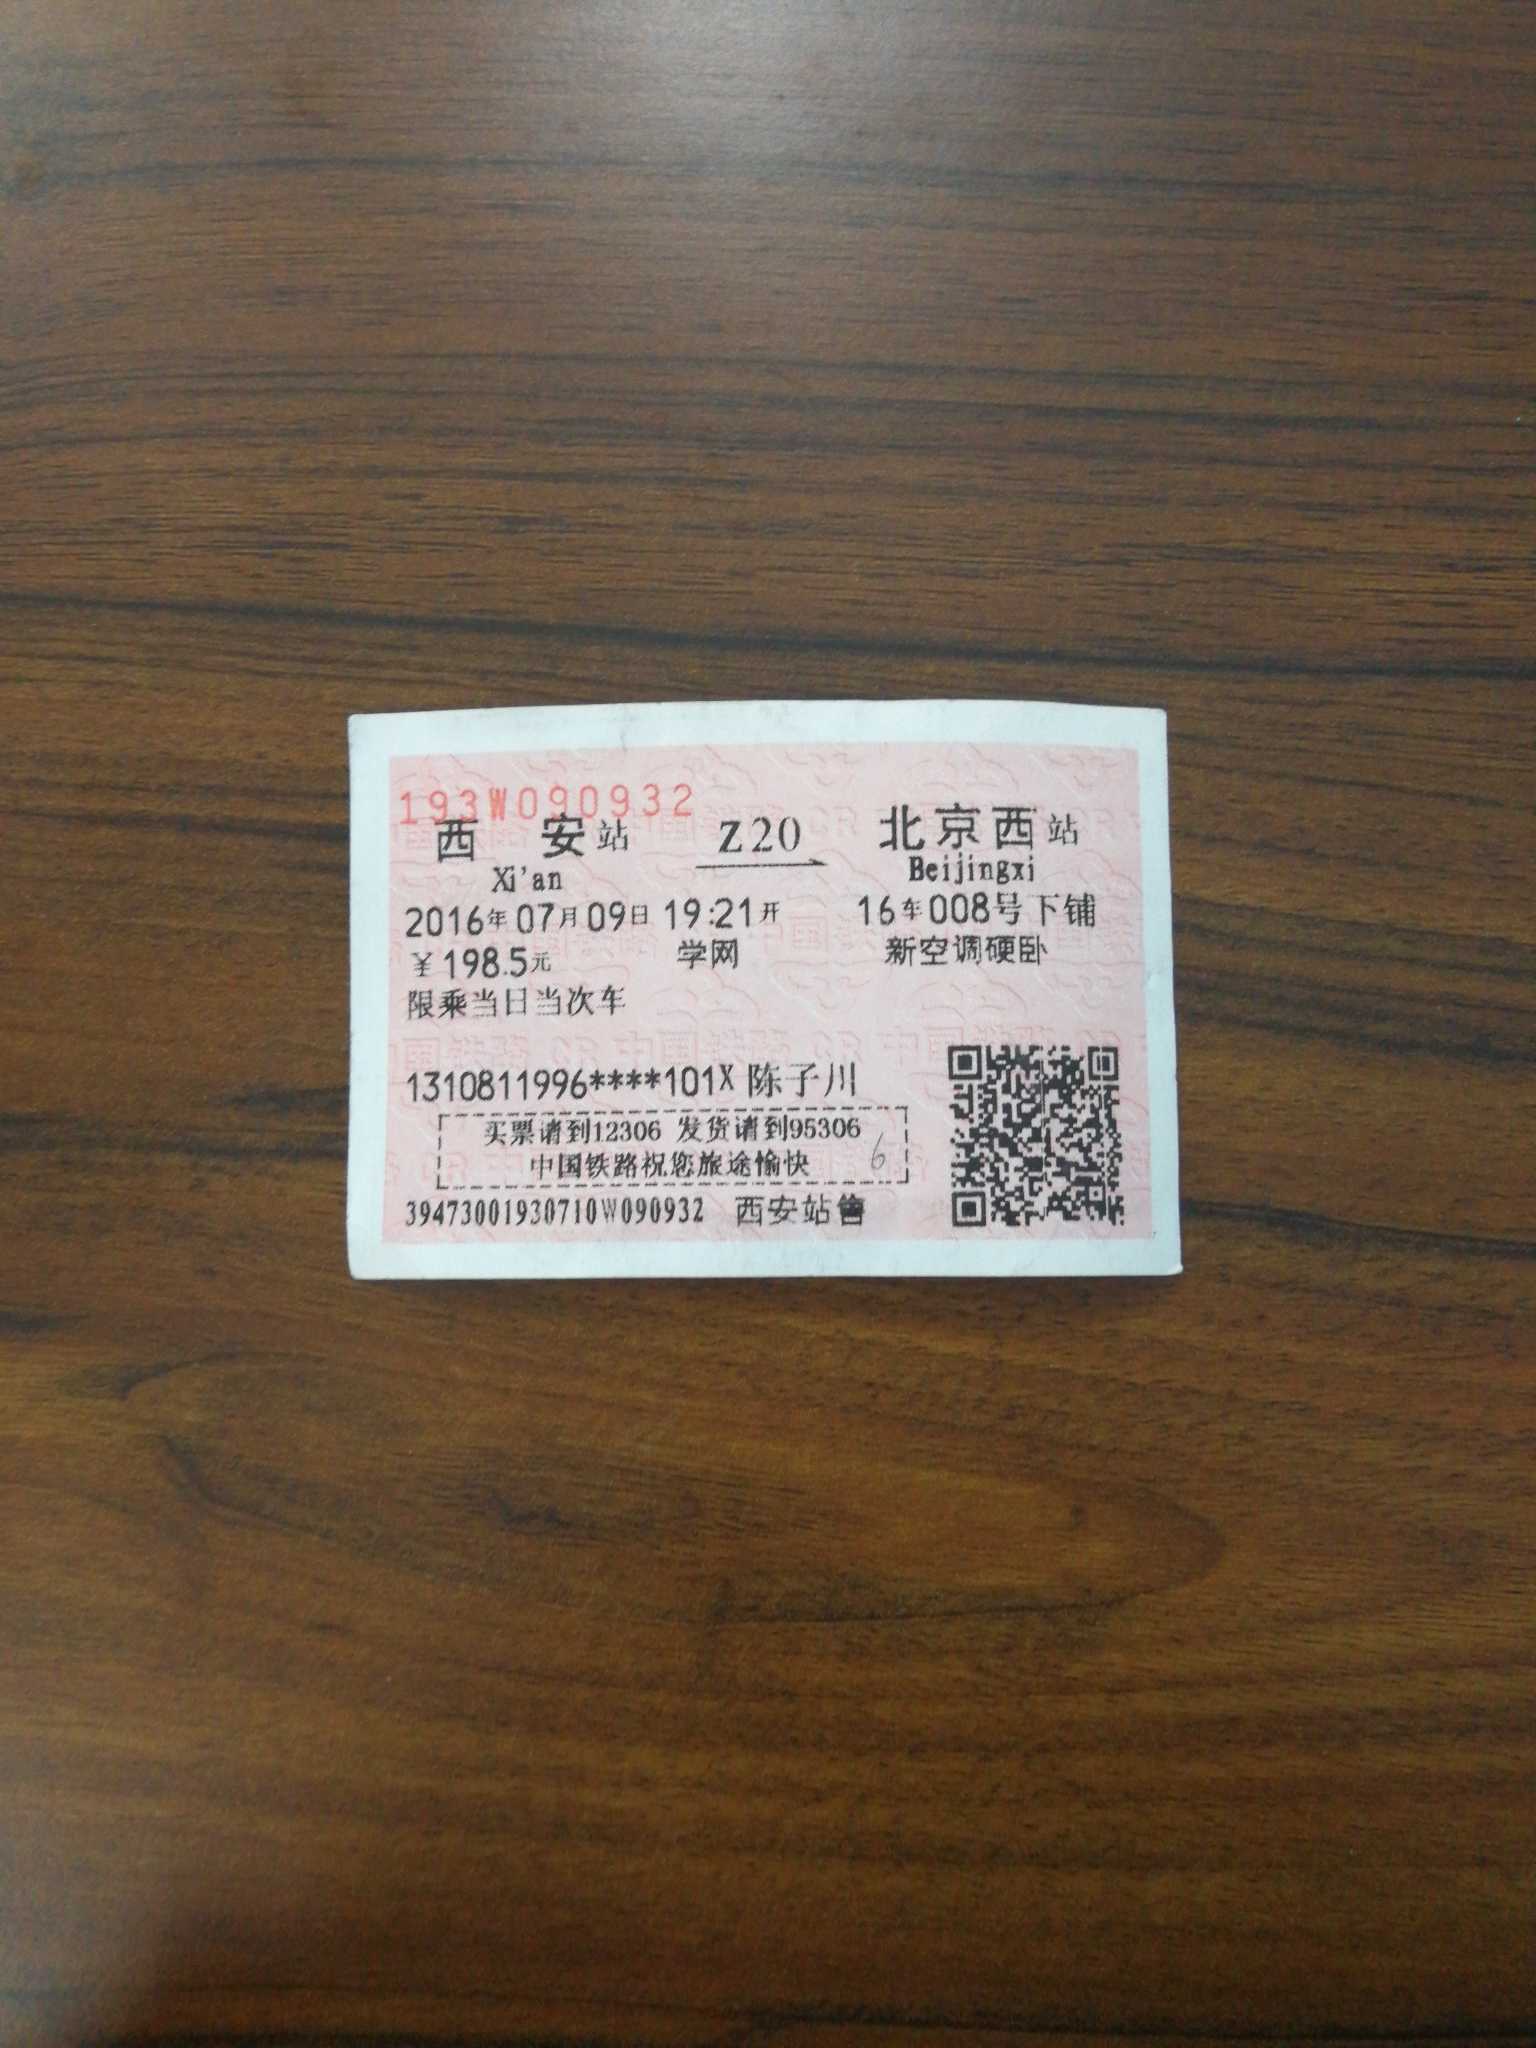 193W090932
西 安站 Z20 北京西站
Xi'an Beijingxi
2016年07月09日 19:21开 16车008号下铺
￥198.5元 学网 新空调硬卧
限乘当日当次车
1310811996****101X 陈子川
买票请到12306 发货请到95306
中国铁路祝您旅途愉快
6
39473001930710W090932 西安站售